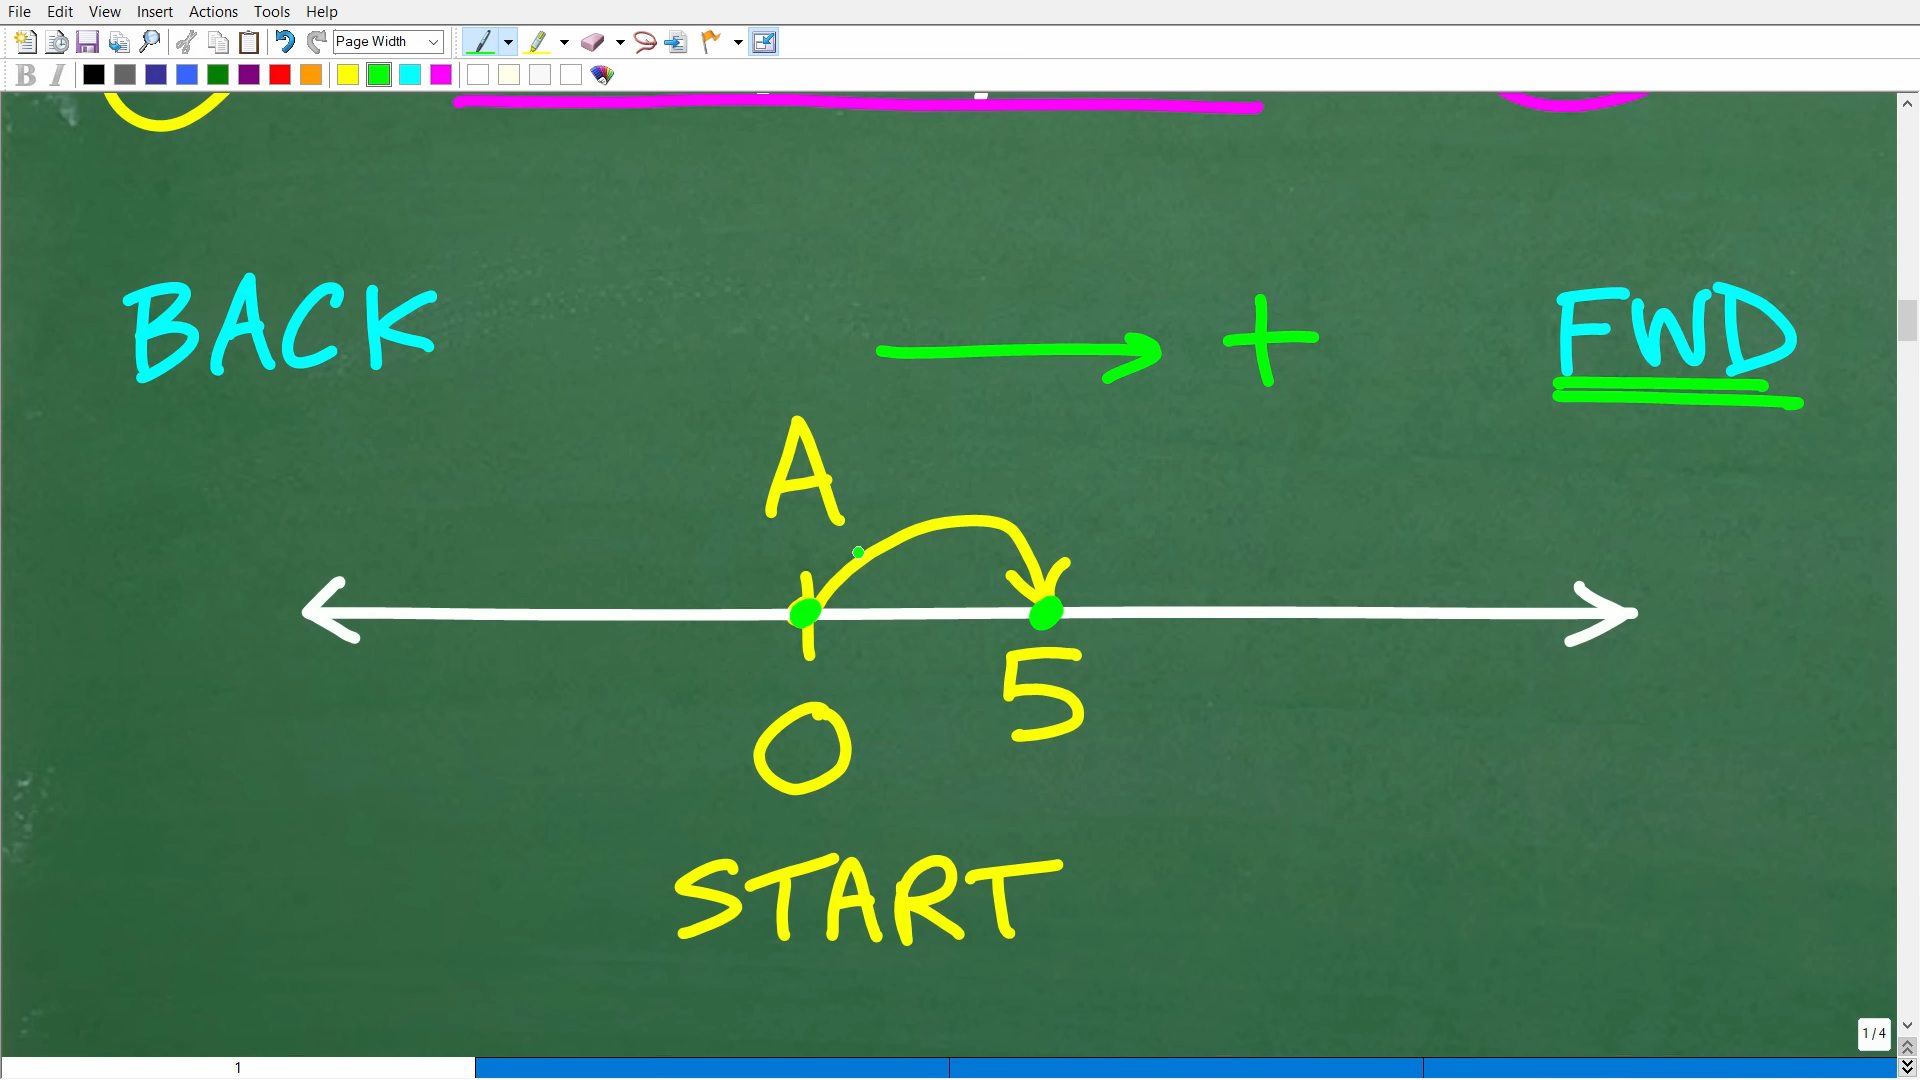 File Edit View Insert Actions Tools Help
Page Width
B I
BACK → + FWD
A
0 5
START
1 / 4
1